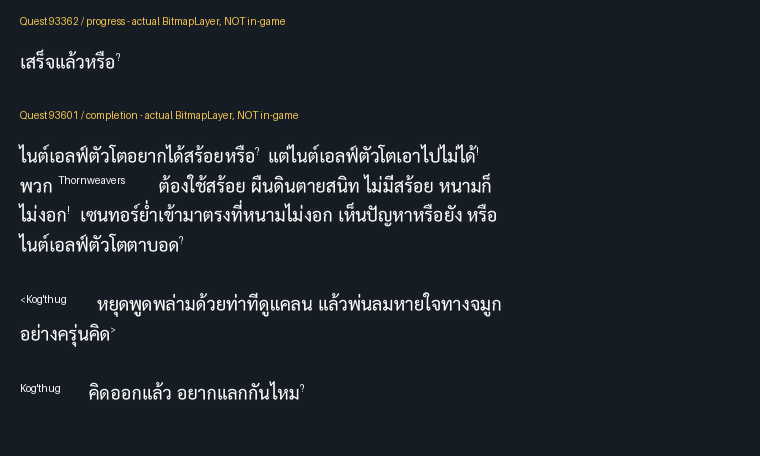 Quest 93362 / progress - actual BitmapLayer, NOT in-game
เสร็จแล้วหรือ?
Quest 93601 / completion - actual BitmapLayer, NOT in-game
ไนต์เอลฟ์ตัวโตอยากได้สร้อยหรือ? แต่ไนต์เอลฟ์ตัวโตเอาไปไม่ได้!
พวก Thornweavers ต้องใช้สร้อย ผืนดินตายสนิท ไม่มีสร้อย หนามก็
ไม่งอก! เซนทอร์ย่ำเข้ามาตรงที่หนามไม่งอก เห็นปัญหาหรือยัง หรือ
ไนต์เอลฟ์ตัวโตตาบอด?
<Kog'thug หยุดพูดพล่ามด้วยท่าทีดูแคลน แล้วพ่นลมหายใจทางจมูก
อย่างครุ่นคิด>
Kog'thug คิดออกแล้ว อยากแลกกันไหม?